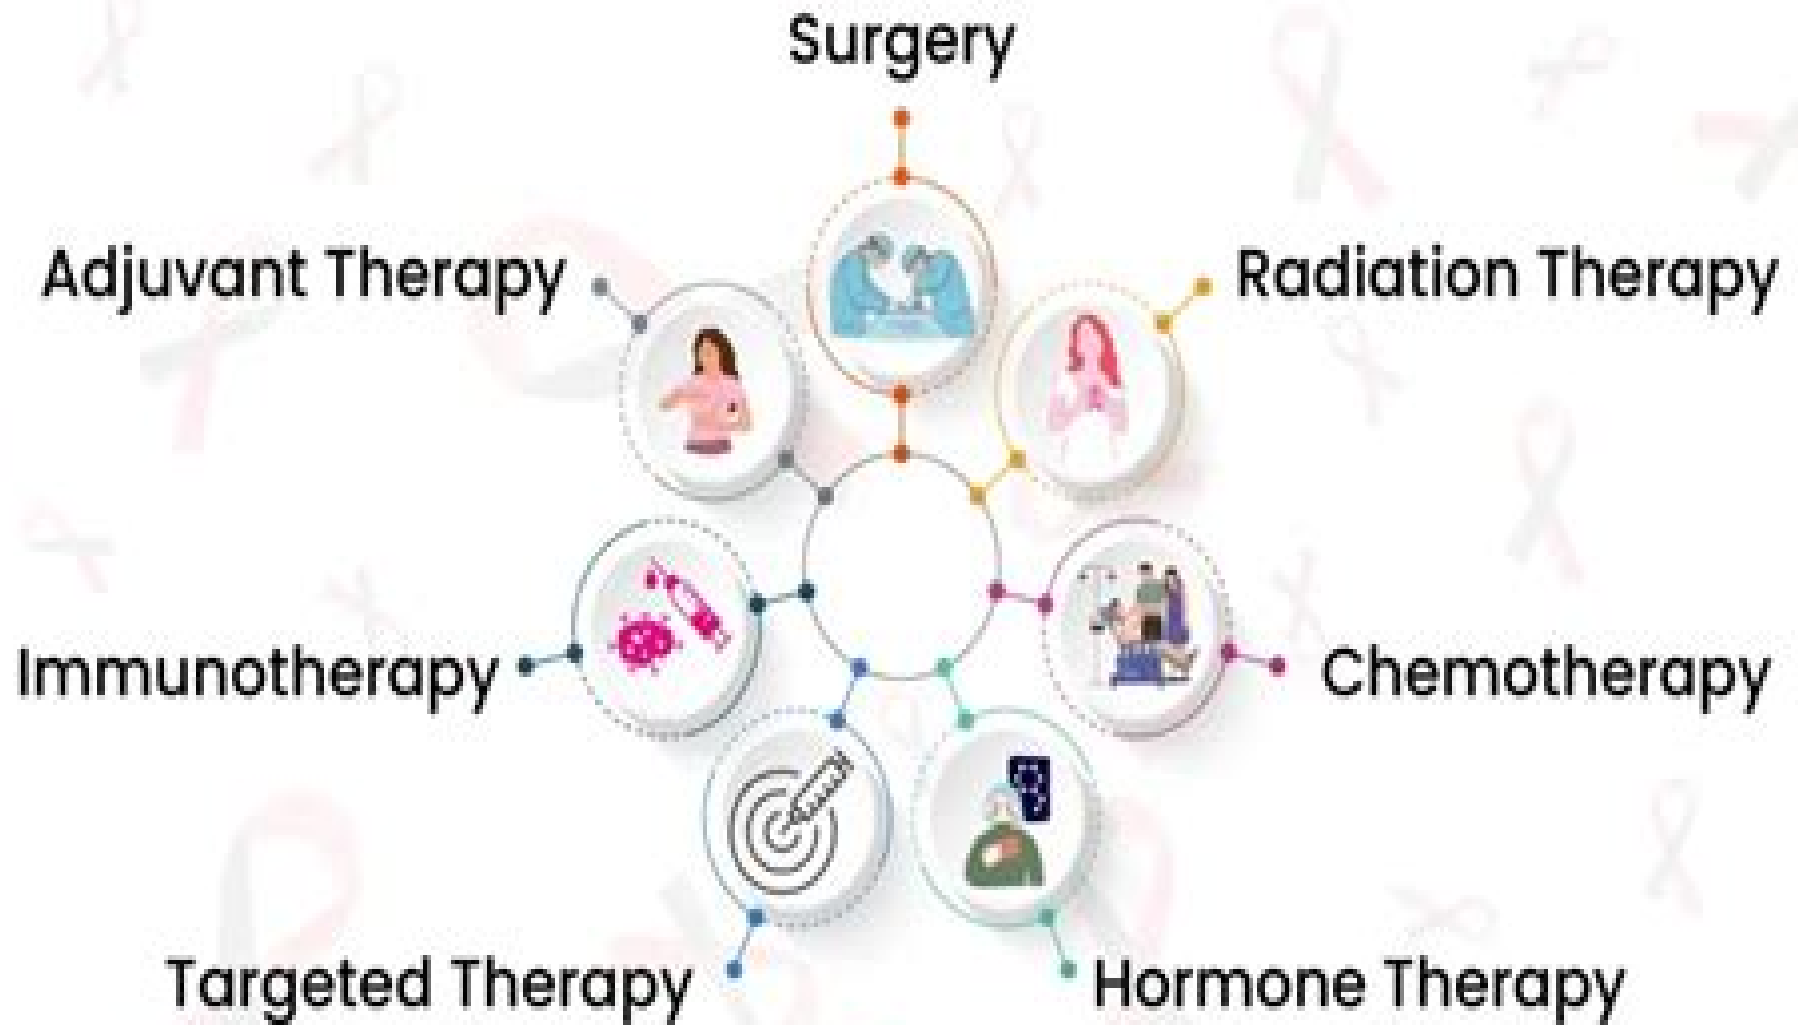 Surgery
Adjuvant Therapy
Radiation Therapy
Immunotherapy
Chemotherapy
Targeted Therapy
Hormone Therapy